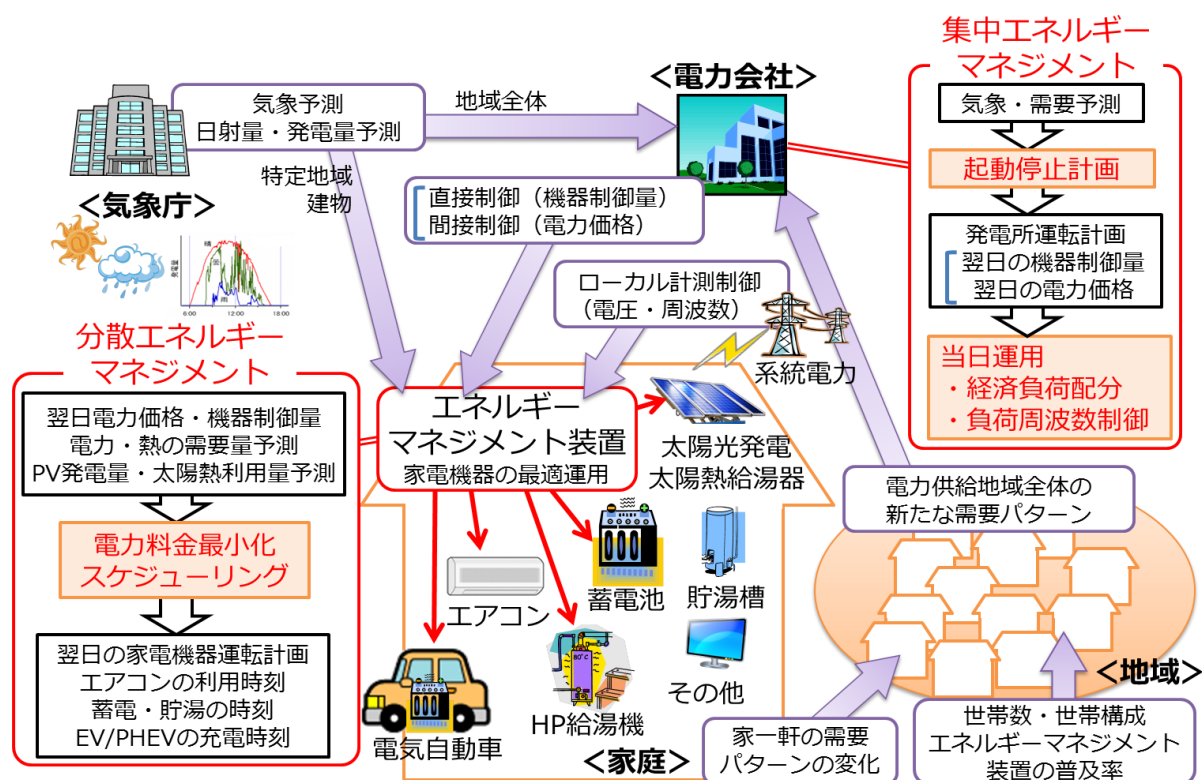 集中エネルギー
マネジメント
気象・需要予測
起動停止計画
発電所運転計画
翌日の機器制御量
翌日の電力価格
当日運用
・経済負荷配分
・負荷周波数制御
<電力会社>
気象予測
日射量・発電量予測
地域全体
特定地域
建物
<気象庁>
直接制御(機器制御量)
間接制御(電力価格)
ローカル計測制御
(電圧・周波数)
系統電力
発電量
晴
曇
雨
6:00
12:00
18:00
分散エネルギー
マネジメント
翌日電力価格・機器制御量
電力・熱の需要量予測
PV発電量・太陽熱利用量予測
電力料金最小化
スケジューリング
翌日の家電機器運転計画
エアコンの利用時刻
蓄電・貯湯の時刻
EV/PHEVの充電時刻
エネルギー
マネジメント装置
家電機器の最適運用
太陽光発電
太陽熱給湯器
エアコン
蓄電池
貯湯槽
電気自動車
80°C
HP給湯機
その他
<家庭>
電力供給地域全体の
新たな需要パターン
<地域>
家一軒の需要
パターンの変化
世帯数・世帯構成
エネルギーマネジメント
装置の普及率